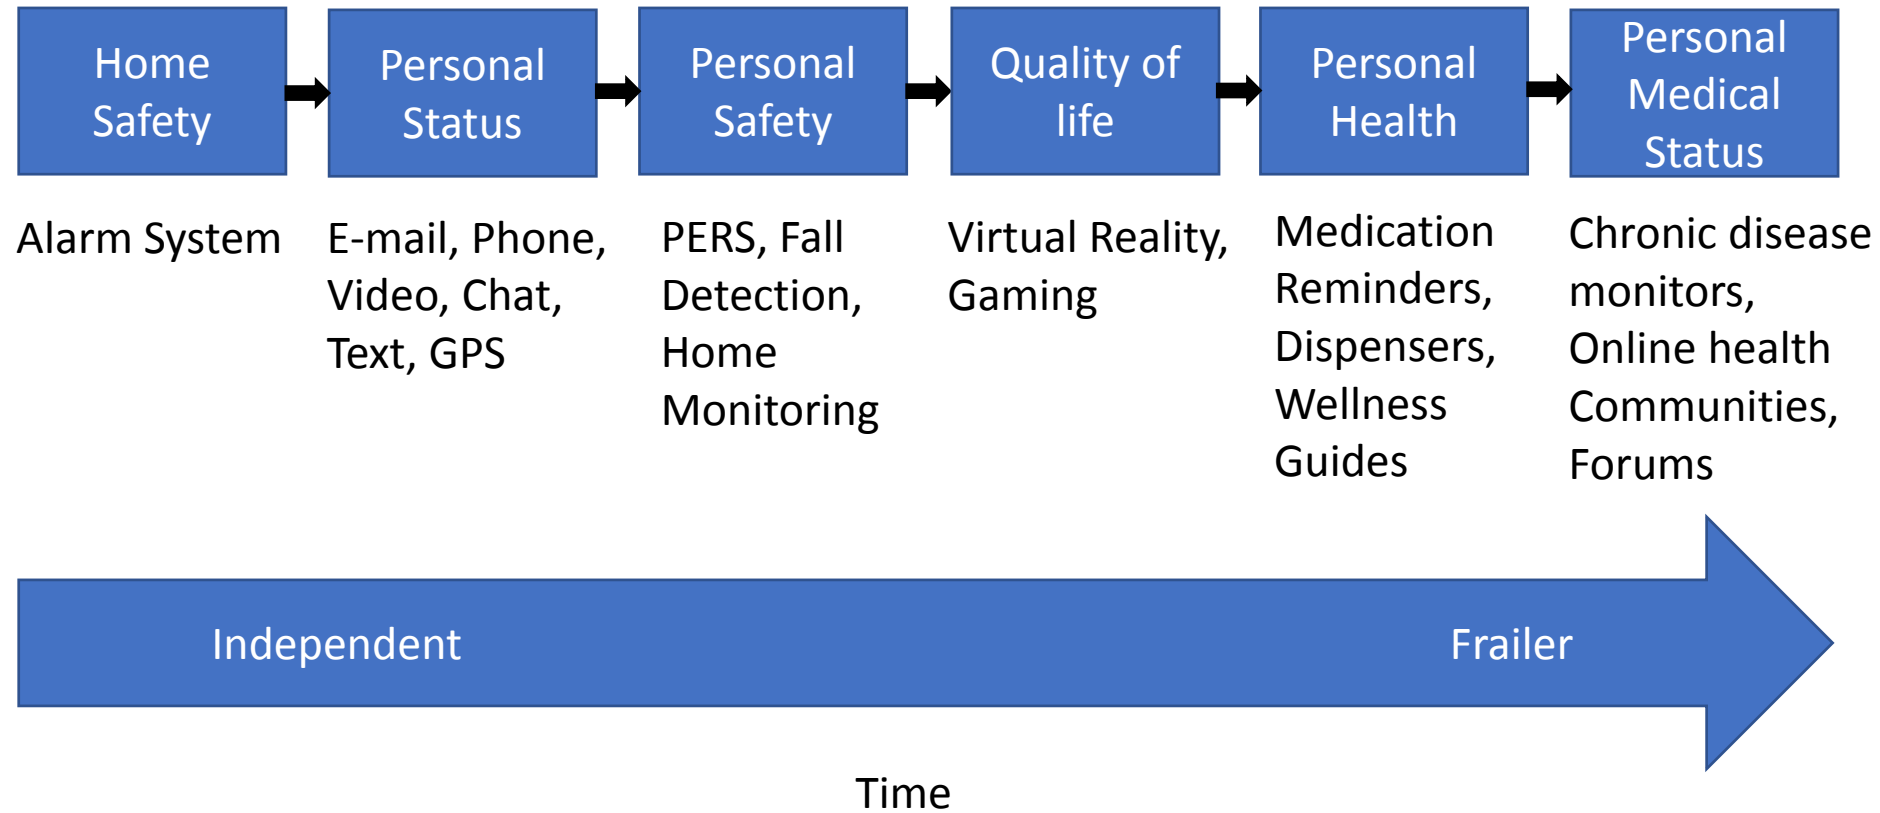 Home
Safety
Personal
Status
Personal
Safety
Quality of
life
Personal
Health
Personal
Medical
Status
Alarm System
E-mail, Phone,
Video, Chat,
Text, GPS
PERS, Fall
Detection,
Home
Monitoring
Virtual Reality,
Gaming
Medication
Reminders,
Dispensers,
Wellness
Guides
Chronic disease
monitors,
Online health
Communities,
Forums
Independent
Frailer
Time